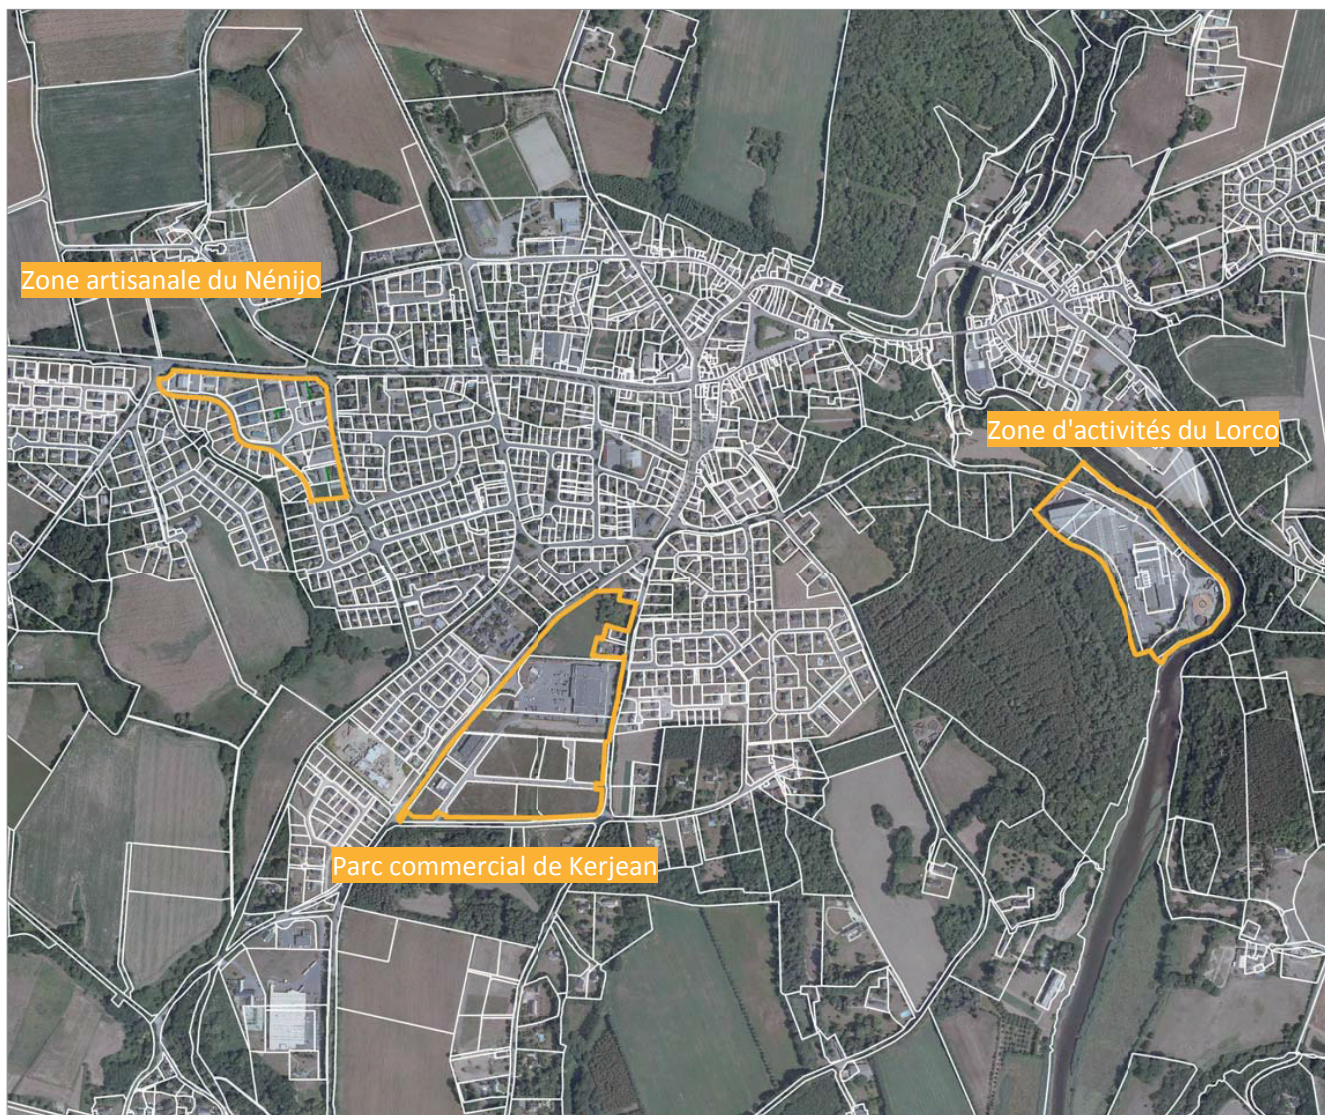 Zone artisanale du Nénijo
Zone d'activités du Lorco
Parc commercial de Kerjean